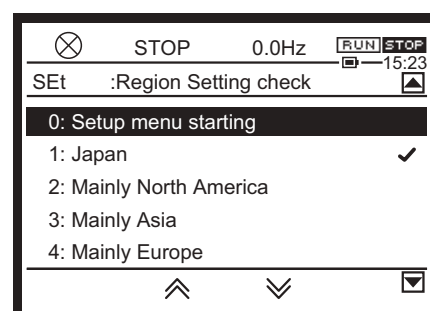 STOP 0.0Hz RUN STOP
15:23
SEt :Region Setting check
0: Setup menu starting
1: Japan
2: Mainly North America
3: Mainly Asia
4: Mainly Europe